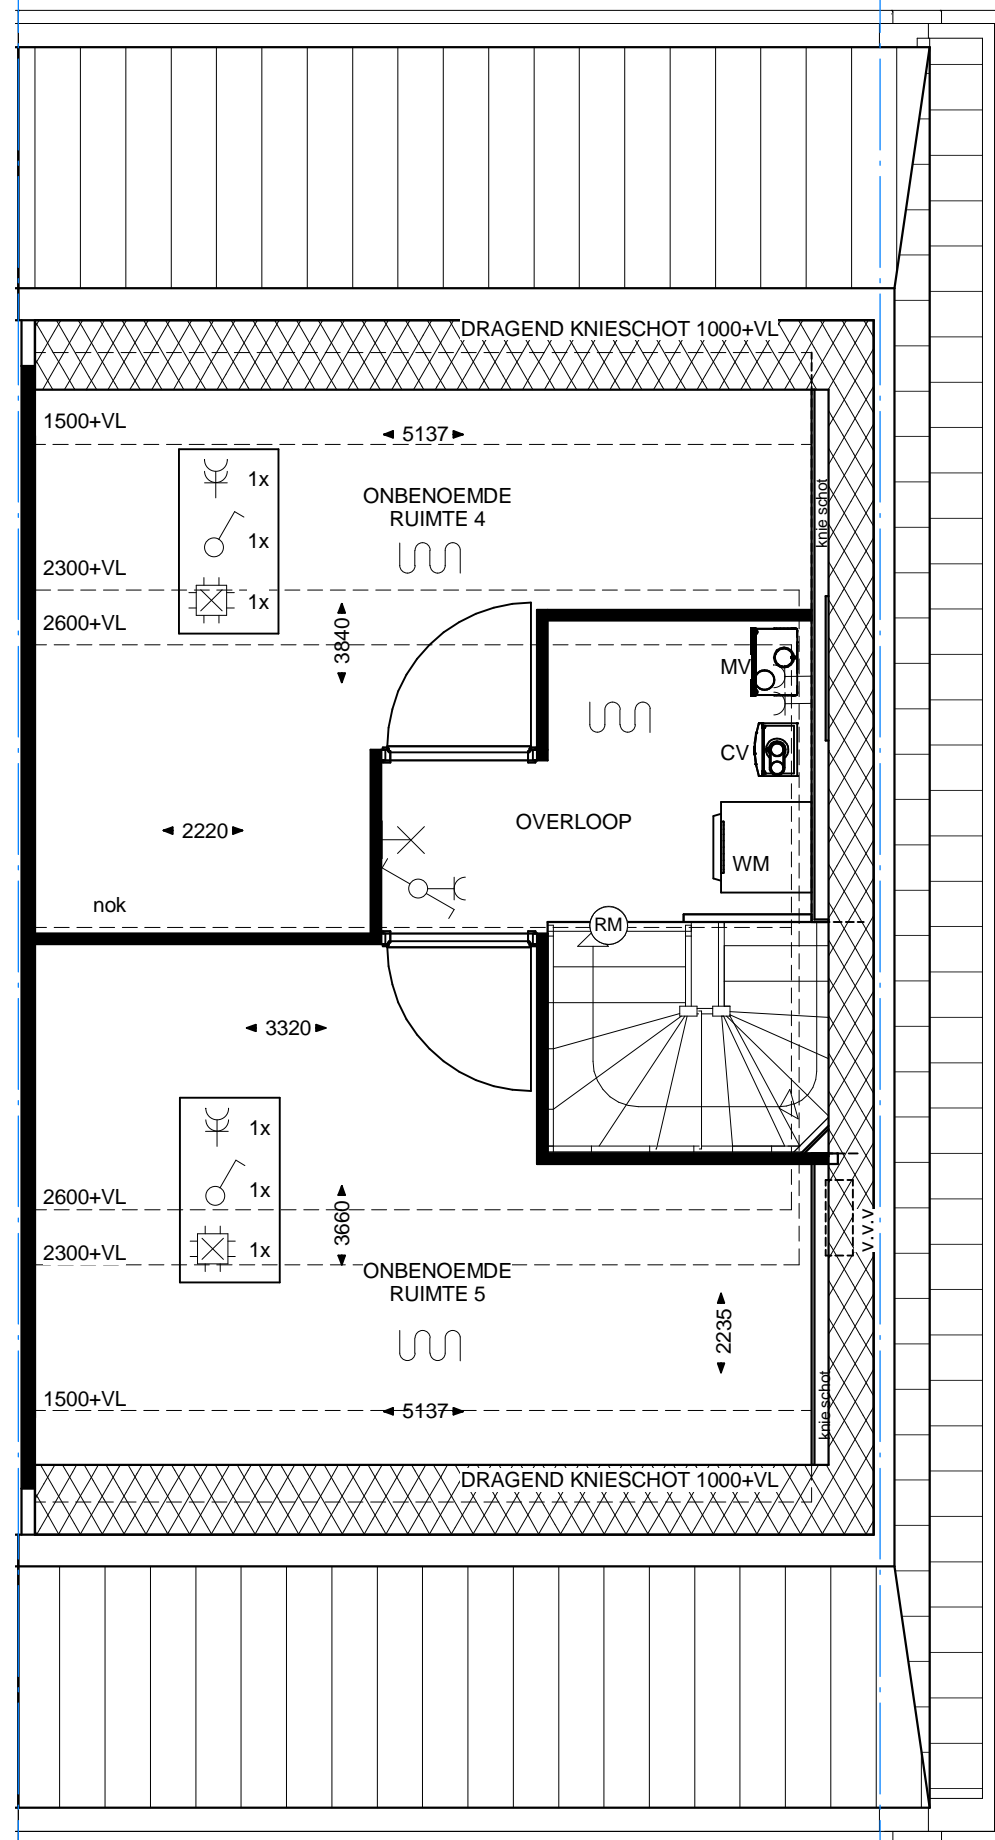 DRAGEND KNIESCHOT 1000+VL
1500+VL
5137
1x
ONBENOEMDE
RUIMTE 4
knie schot
1x
2300+VL
1x
2600+VL
3840
MV
CV
OVERLOOP
2220
WM
nok
RM
3320
1x
1x
2600+VL
3660
V.V.V.
2300+VL
1x
ONBENOEMDE
RUIMTE 5
2235
1500+VL
5137
knie schot
DRAGEND KNIESCHOT 1000+VL